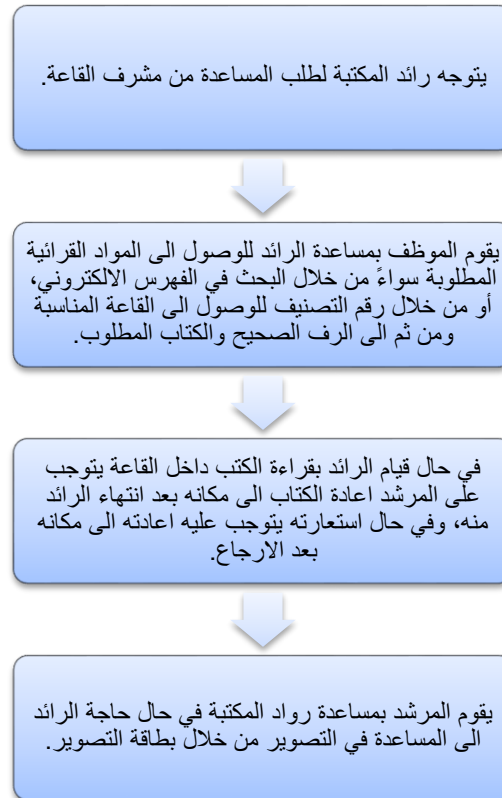 يتوجه رائد المكتبة لطلب المساعدة من مشرف القاعة.
يقوم الموظف بمساعدة الرائد للوصول الى المواد القرائية
المطلوبة سواءً من خلال البحث في الفهرس الالكتروني،
أو من خلال رقم التصنيف للوصول الى القاعة المناسبة
ومن ثم الى الرف الصحيح والكتاب المطلوب.
في حال قيام الرائد بقراءة الكتب داخل القاعة يتوجب
على المرشد اعادة الكتاب الى مكانه بعد انتهاء الرائد
منه، وفي حال استعارته يتوجب عليه اعادته الى مكانه
بعد الارجاع.
يقوم المرشد بمساعدة رواد المكتبة في حال حاجة الرائد
الى المساعدة في التصوير من خلال بطاقة التصوير.